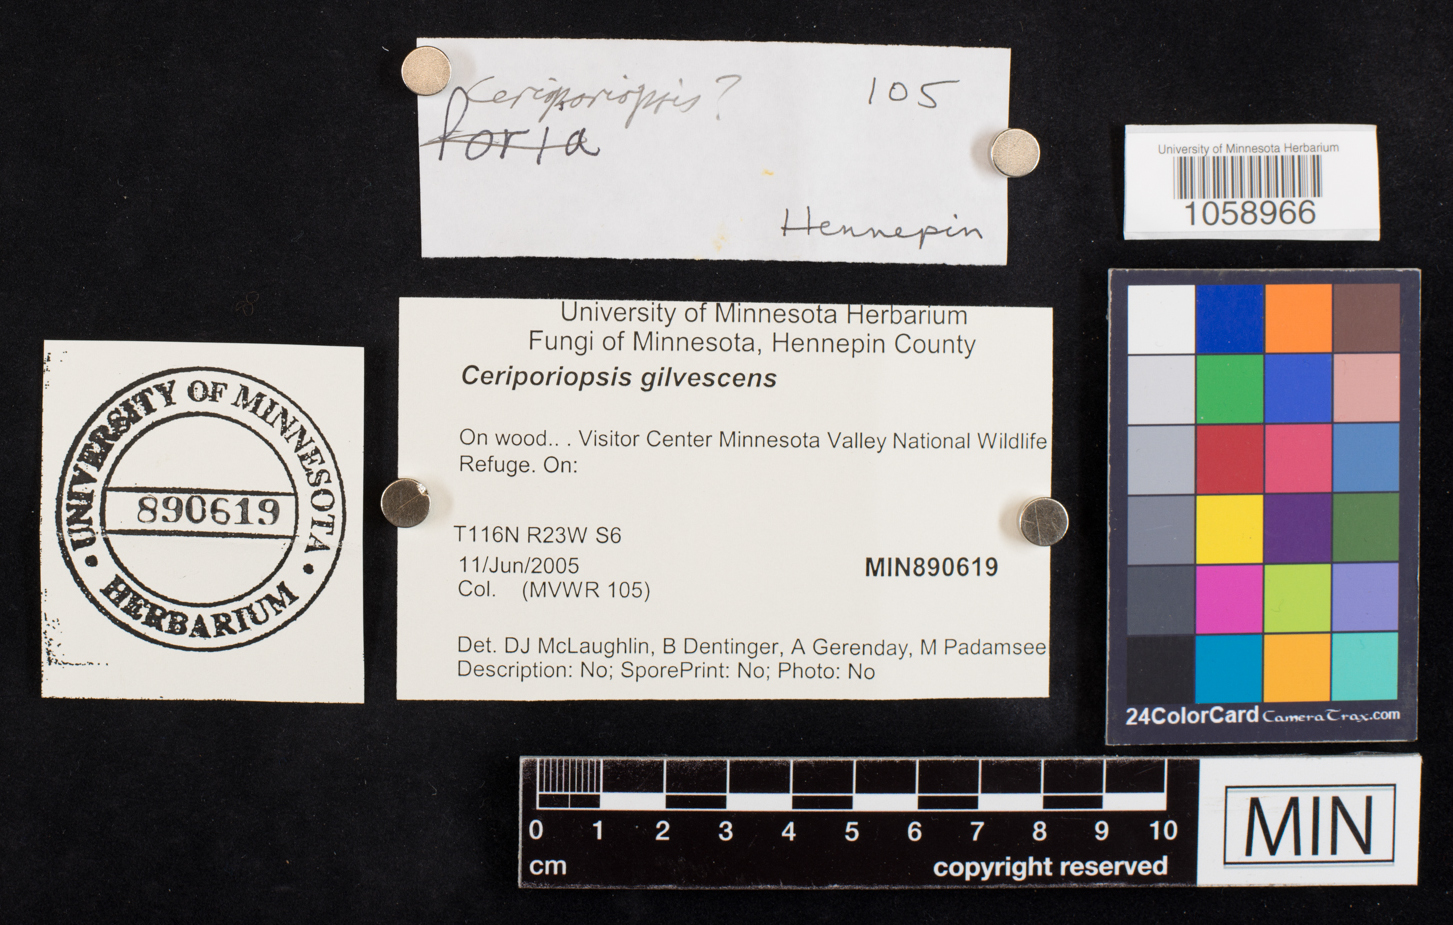 Ceriporiopsis?
Poria
105
Hennepin
University of Minnesota Herbarium
1058966
University of Minnesota Herbarium
Fungi of Minnesota, Hennepin County
Ceriporiopsis gilvescens
On wood.. . Visitor Center Minnesota Valley National Wildlife
Refuge. On:
T116N R23W S6
11/Jun/2005
MIN890619
Col. (MVWR 105)
Det. DJ McLaughlin, B Dentinger, A Gerenday, M Padamsee
Description: No; SporePrint: No; Photo: No
UNIVERSITY OF MINNESOTA
890619
HERBARIUM
24ColorCard CameraTrax.com
0 1 2 3 4 5 6 7 8 9 10
cm
copyright reserved
MIN